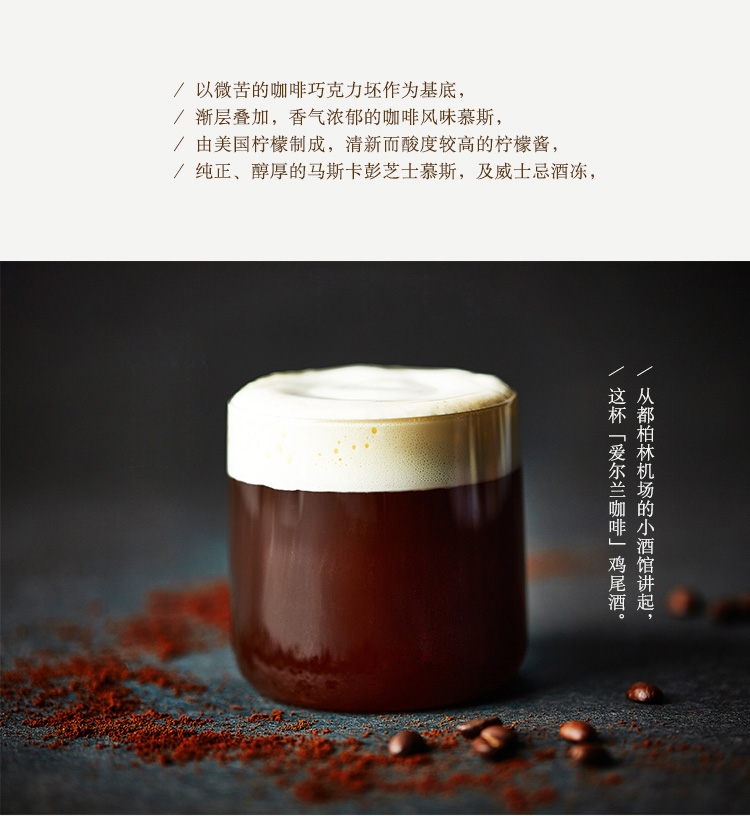 / 以微苦的咖啡巧克力坯作为基底，
/ 渐层叠加，香气浓郁的咖啡风味慕斯，
/ 由美国柠檬制成，清新而酸度较高的柠檬酱，
/ 纯正、醇厚的马斯卡彭芝士慕斯，及威士忌酒冻，
/ 从都柏林机场的小酒馆讲起，
/ 这杯「爱尔兰咖啡」鸡尾酒。